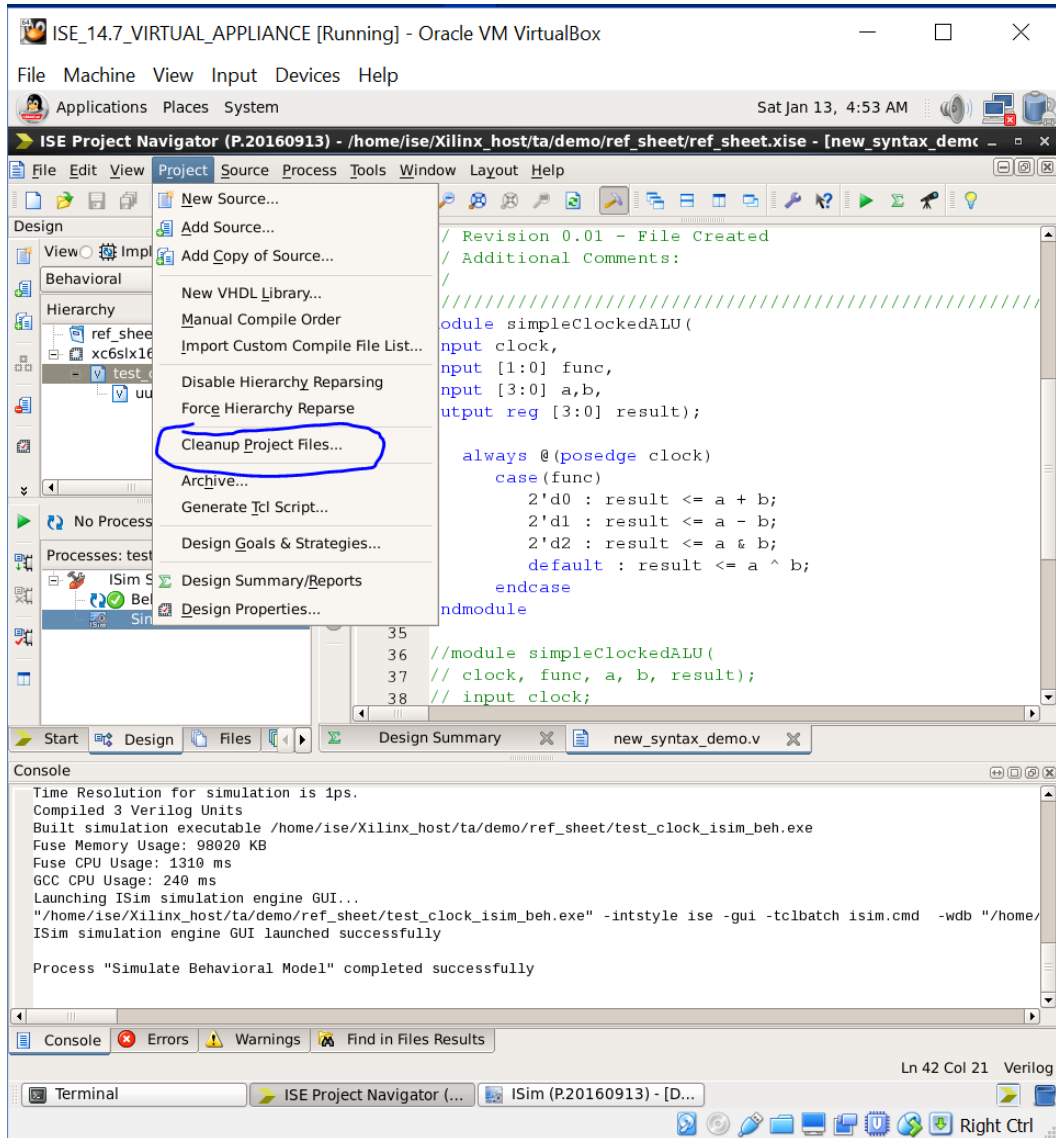 ISE_14.7_VIRTUAL_APPLIANCE [Running] - Oracle VM VirtualBox
File Machine View Input Devices Help
Applications Places System Sat Jan 13, 4:53 AM
ISE Project Navigator (P.20160913) - /home/ise/Xilinx_host/ta/demo/ref_sheet/ref_sheet.xise - [new_syntax_demo
File Edit View Project Source Process Tools Window Layout Help
Design
View Impl
Behavioral
Hierarchy
ref_shee
xc6slx16
test_
uu
No Process
Processes: test
ISim S
Beh
Sim
New Source...
Add Source...
Add Copy of Source...
New VHDL Library...
Manual Compile Order
Import Custom Compile File List...
Disable Hierarchy Reparsing
Force Hierarchy Reparse
Cleanup Project Files...
Archive...
Generate Tcl Script...
Design Goals & Strategies...
Design Summary/Reports
Design Properties...
/ Revision 0.01 - File Created
/ Additional Comments:
/
////////////////////////////////////////////////////////
odule simpleClockedALU(
nput clock,
nput [1:0] func,
nput [3:0] a,b,
utput reg [3:0] result);
always @(posedge clock)
case(func)
2'd0 : result <= a + b;
2'd1 : result <= a - b;
2'd2 : result <= a & b;
default : result <= a ^ b;
endcase
ndmodule
35
36 //module simpleClockedALU(
37 // clock, func, a, b, result);
38 // input clock;
Start Design Files Design Summary new_syntax_demo.v
Console
Time Resolution for simulation is 1ps.
Compiled 3 Verilog Units
Built simulation executable /home/ise/Xilinx_host/ta/demo/ref_sheet/test_clock_isim_beh.exe
Fuse Memory Usage: 98020 KB
Fuse CPU Usage: 1310 ms
GCC CPU Usage: 240 ms
Launching ISim simulation engine GUI...
"/home/ise/Xilinx_host/ta/demo/ref_sheet/test_clock_isim_beh.exe" -intstyle ise -gui -tclbatch isim.cmd -wdb "/home/
ISim simulation engine GUI launched successfully
Process "Simulate Behavioral Model" completed successfully
Console Errors Warnings Find in Files Results
Ln 42 Col 21 Verilog
Terminal ISE Project Navigator (... ISim (P.20160913) - [D...
Right Ctrl